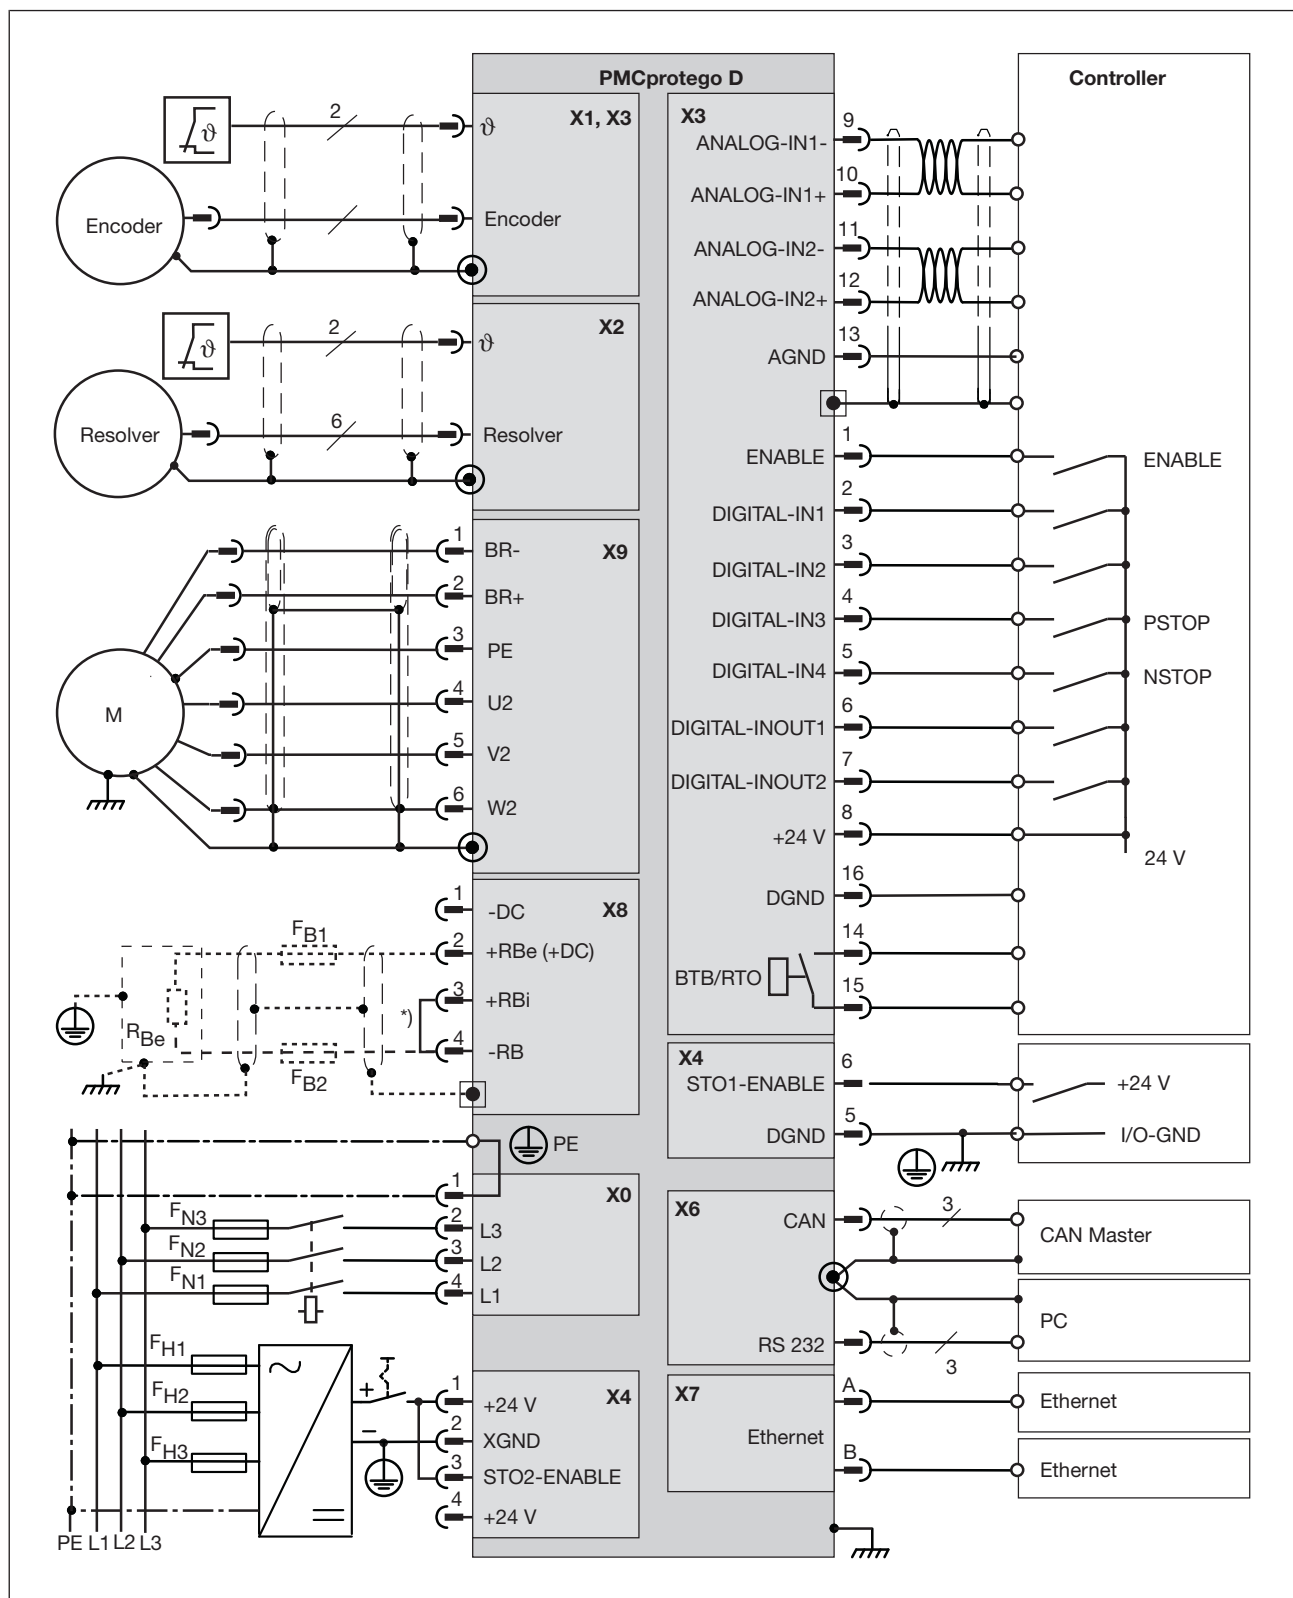 PMCprotego D
Controller
X1, X3
2
ϑ
ϑ
Encoder
Encoder
X2
2
ϑ
ϑ
Resolver
6
Resolver
X9
1
BR-
2
BR+
3
PE
M
4
U2
5
V2
6
W2
X8
1
-DC
FB1
2
+RBe (+DC)
3
+RBi
*)
RBe
4
-RB
FB2
PE
X0
1
FN3
2
L3
FN2
3
L2
FN1
4
L1
X4
FH1
FH2
FH3
~
+
1
+24 V
−
2
XGND
3
STO2-ENABLE
4
+24 V
PE L1 L2 L3
X3
9
ANALOG-IN1-
10
ANALOG-IN1+
11
ANALOG-IN2-
12
ANALOG-IN2+
13
AGND
1
ENABLE
ENABLE
2
DIGITAL-IN1
3
DIGITAL-IN2
4
DIGITAL-IN3
PSTOP
5
DIGITAL-IN4
NSTOP
6
DIGITAL-INOUT1
7
DIGITAL-INOUT2
8
+24 V
24 V
16
DGND
14
BTB/RTO
15
X4
6
STO1-ENABLE
+24 V
5
DGND
I/O-GND
X6
CAN
3
CAN Master
PC
RS 232
3
X7
A
Ethernet
Ethernet
B
Ethernet